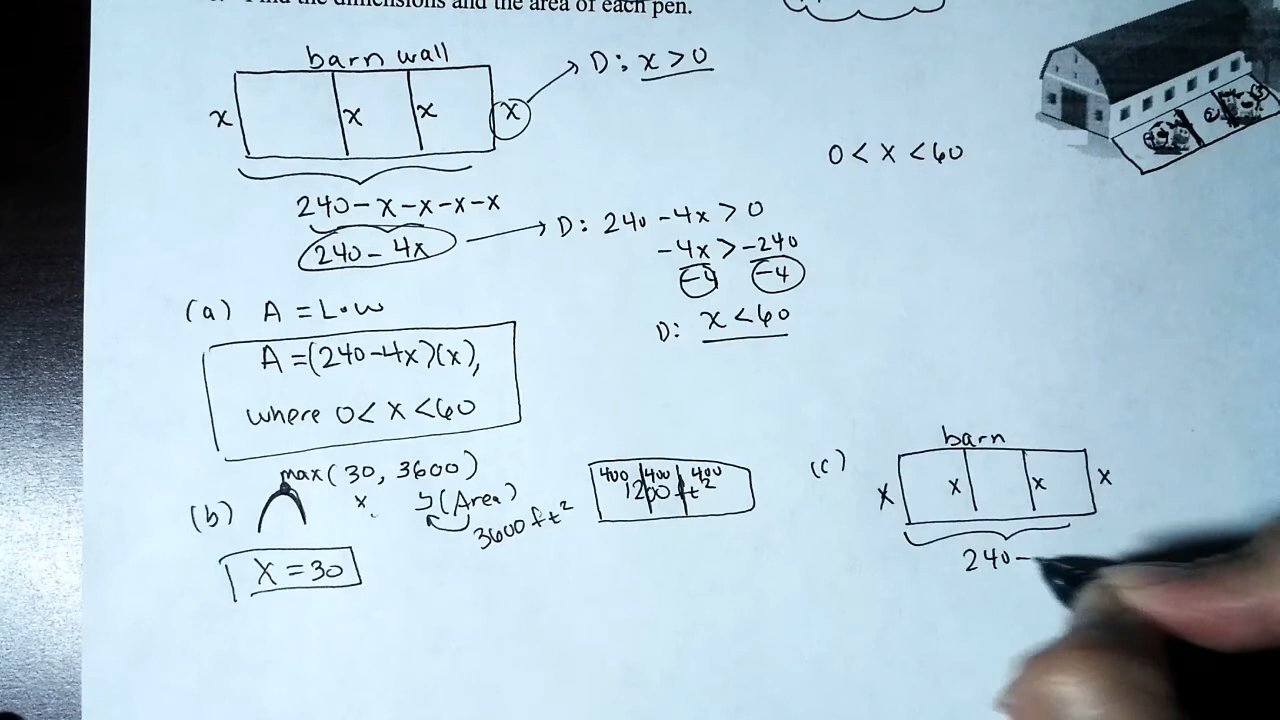 Find the dimensions and the area of each pen.
barn wall
x x x x
D: x > 0
0 < x < 60
240 - x - x - x - x
240 - 4x
D: 240 - 4x > 0
-4x > -240
-4 -4
D: x < 60
(a) A = L·w
A = (240-4x)(x),
where 0 < x < 60
(b) max(30, 3600)
x y (Area)
3600 ft²
X = 30
400 400 400
1200 ft²
(c) barn
x x x x
240 -